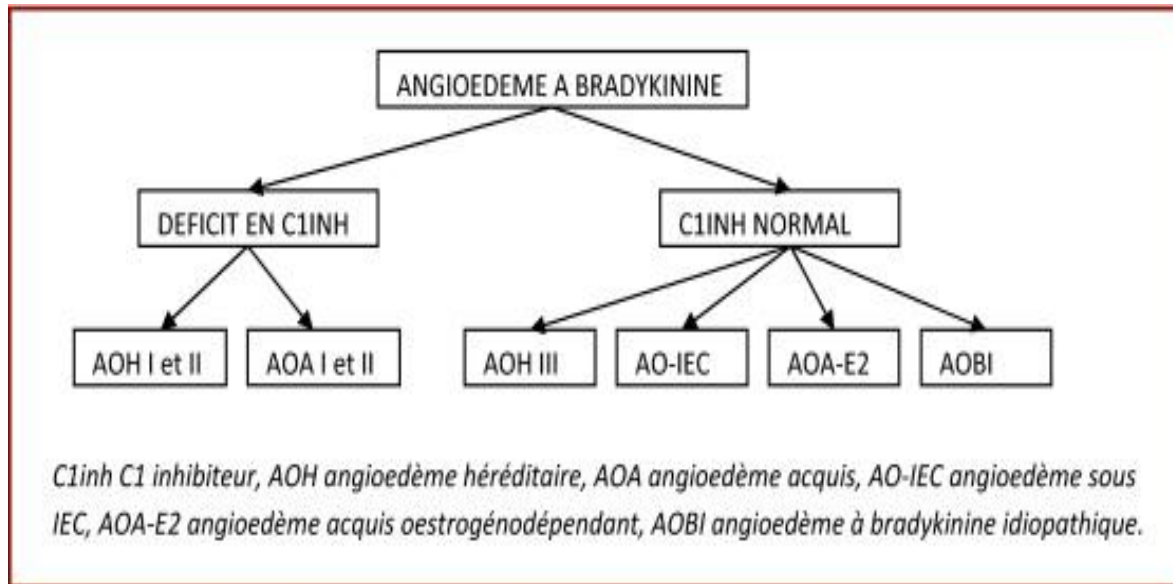 ANGIOEDEME A BRADYKININE
DEFICIT EN C1INH
C1INH NORMAL
AOH I et II
AOA I et II
AOH III
AO-IEC
AOA-E2
AOBI
C1inh C1 inhibiteur, AOH angioedème héréditaire, AOA angioedème acquis, AO-IEC angioedème sous
IEC, AOA-E2 angioedème acquis oestrogénodépendant, AOBI angioedème à bradykinine idiopathique.